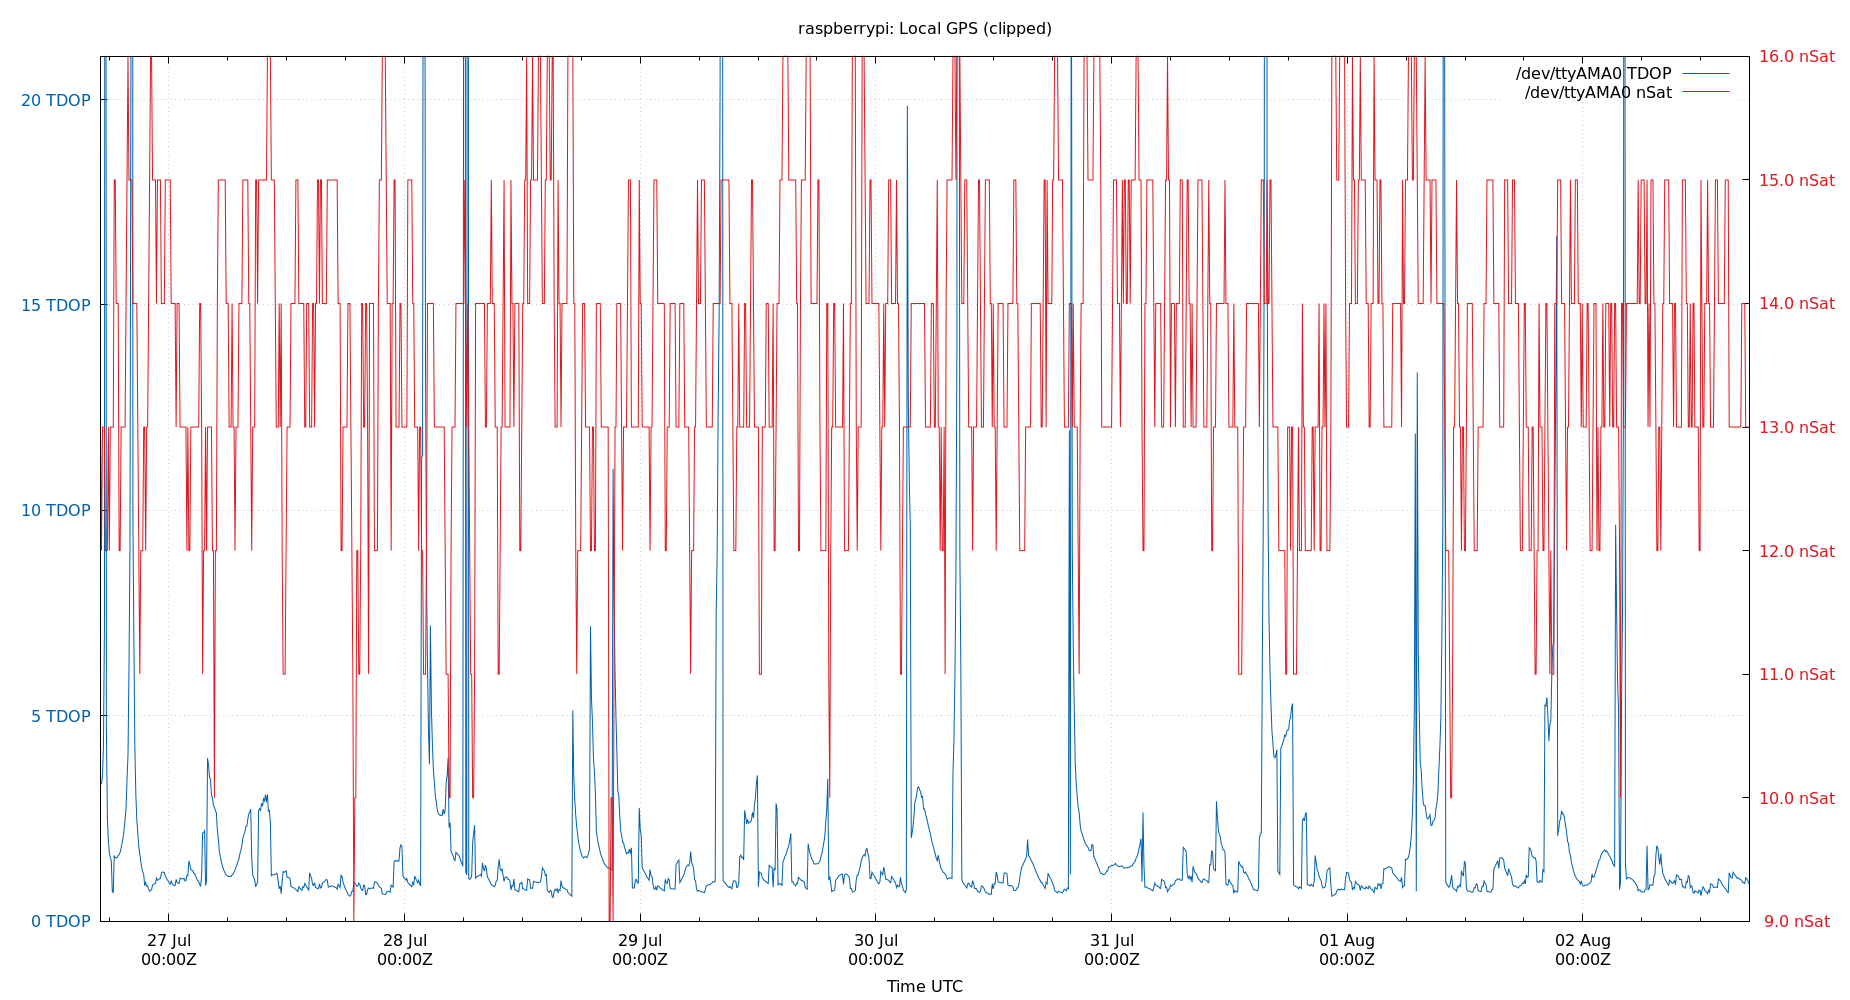 raspberrypi: Local GPS (clipped)
/dev/ttyAMA0 TDOP
/dev/ttyAMA0 nSat
20 TDOP
15 TDOP
10 TDOP
5 TDOP
0 TDOP
16.0 nSat
15.0 nSat
14.0 nSat
13.0 nSat
12.0 nSat
11.0 nSat
10.0 nSat
9.0 nSat
27 Jul 28 Jul 29 Jul 30 Jul 31 Jul 01 Aug 02 Aug
00:00Z 00:00Z 00:00Z 00:00Z 00:00Z 00:00Z 00:00Z
Time UTC